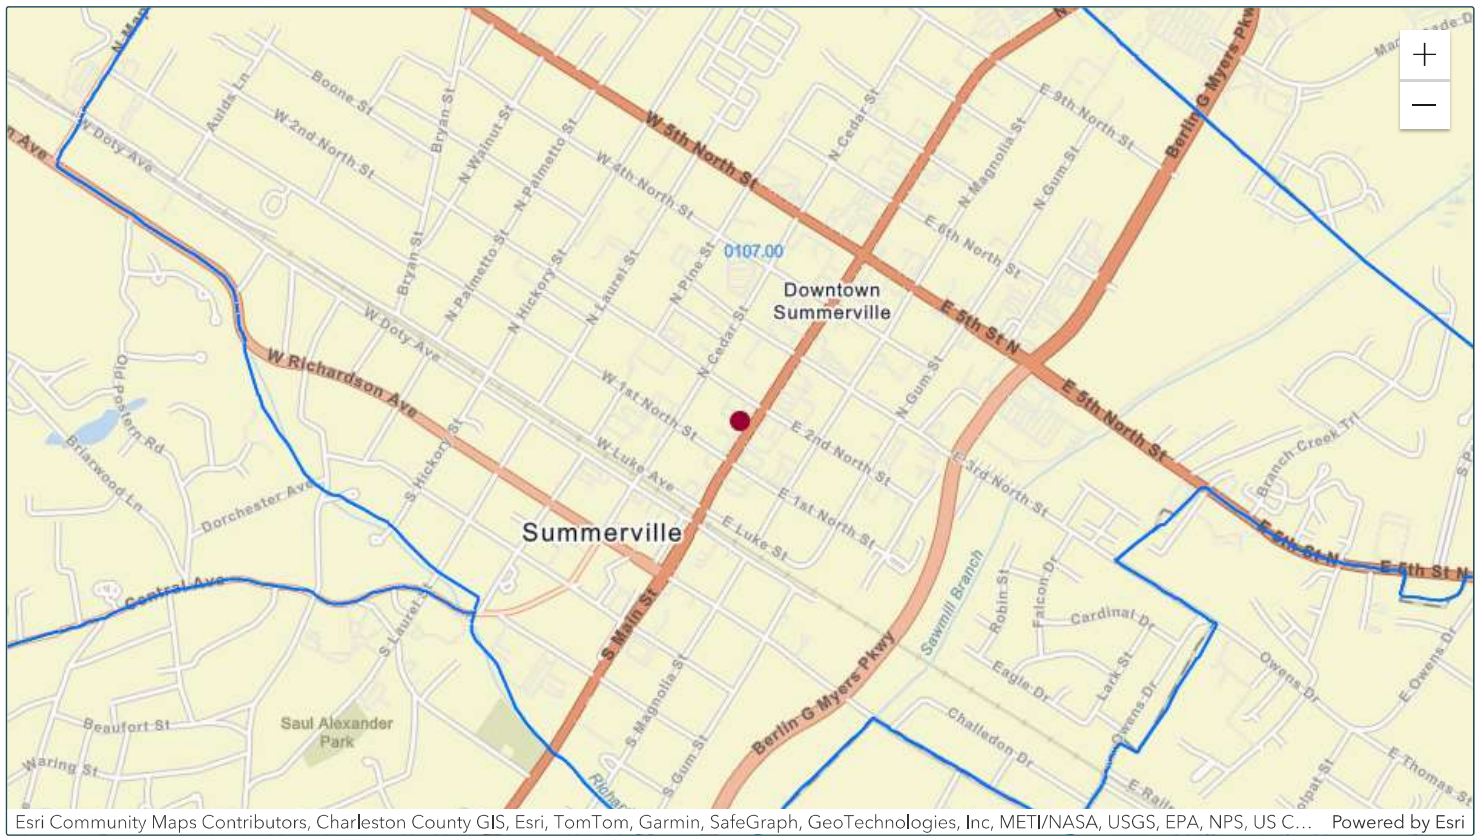 N Map
Marymeade D
+
−
Boone St
Aulds Ln
Bryan St
N Walnut St
N Palmetto St
W 5th North St
N Cedar St
E 9th North St
N Magnolia St
N Gum St
Berlin G Myers Pkwy
n Ave
W Doty Ave
W 2nd North St
W 4th North St
E 6th North St
0107.00
Bryan St
N Palmetto St
N Hickory St
N Laurel St
N Pine St
Downtown
Summerville
E 5th St N
W Doty Ave
N Cedar St
W Richardson Ave
Old Postern Rd
W 1st North St
N Gum St
E 5th North St
E 2nd North St
Briarwood Ln
S Hickory St
W Luke Ave
E 3rd North St
Branch Creek Trl
Dorchester Ave
E 1st North St
Summerville
E Luke St
E 5th St N
E 5th St N
Central Ave
S Laurel St
S Main St
Sawmill Branch
Robin St
Falcon Dr
Cardinal Dr
Eagle Dr
Lark St
Owens Dr
Owens Dr
E Owens Dr
Berlin G Myers Pkwy
S Magnolia St
Beaufort St
Saul Alexander
Park
Challedon Dr
Waring St
S Gum St
E Thomas St
Esri Community Maps Contributors, Charleston County GIS, Esri, TomTom, Garmin, SafeGraph, GeoTechnologies, Inc, METI/NASA, USGS, EPA, NPS, US C... Powered by Esri